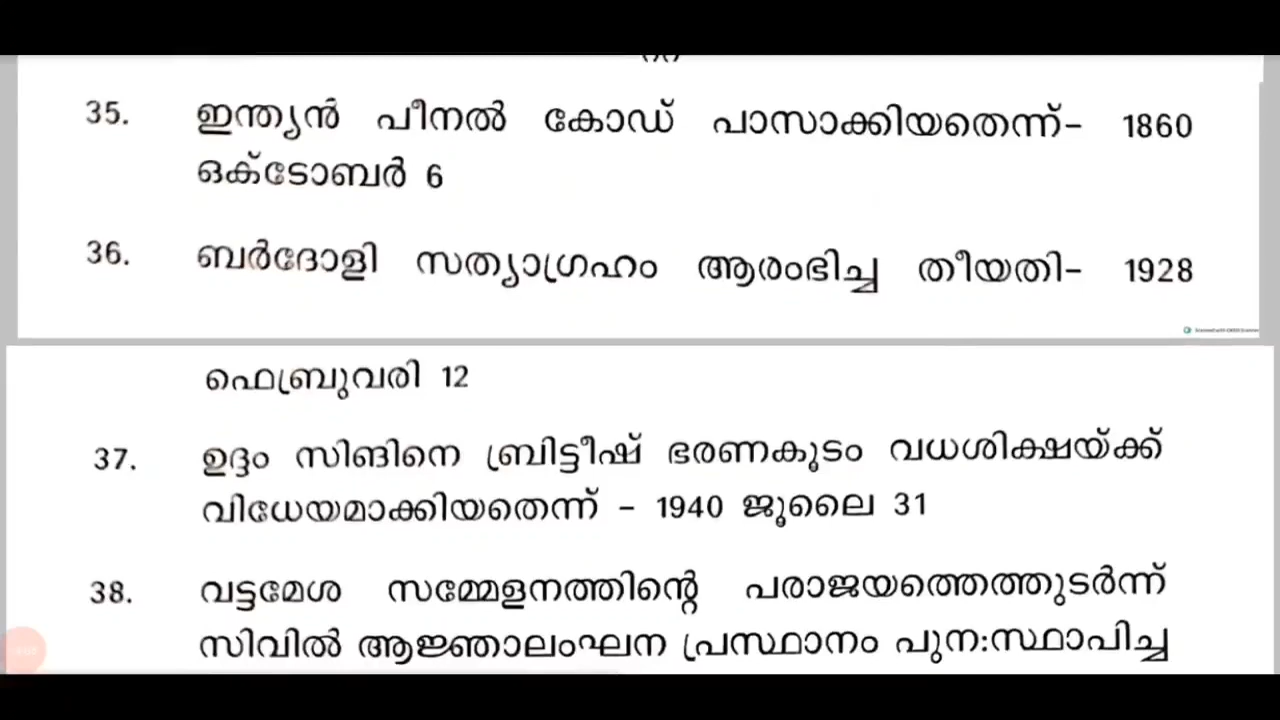 35. ഇന്ത്യൻ പീനൽ കോഡ് പാസാക്കിയതെന്ന്- 1860
ഒക്ടോബർ 6
36. ബർദോളി സത്യാഗ്രഹം ആരംഭിച്ച തീയതി- 1928
ഫെബ്രുവരി 12
37. ഉദ്ദം സിങിനെ ബ്രിട്ടീഷ് ഭരണകൂടം വധശിക്ഷയ്ക്ക്
വിധേയമാക്കിയതെന്ന് - 1940 ജൂലൈ 31
38. വട്ടമേശ സമ്മേളനത്തിന്റെ പരാജയത്തെത്തുടർന്ന്
സിവിൽ ആജ്ഞാലംഘന പ്രസ്ഥാനം പുന:സ്ഥാപിച്ച